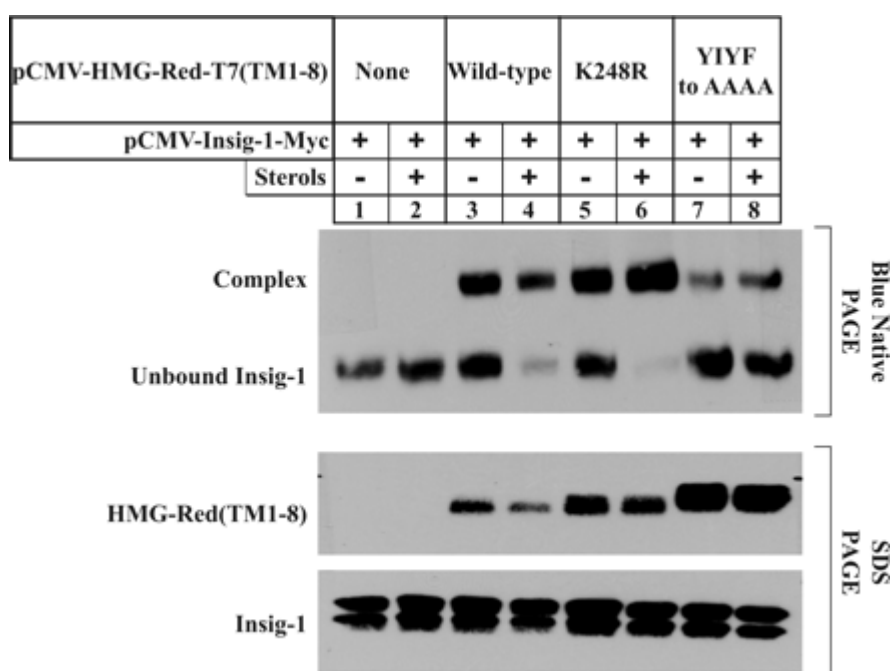 pCMV-HMG-Red-T7(TM1-8) None Wild-type K248R YIYF
to AAAA
pCMV-Insig-1-Myc + + + + + + + +
Sterols - + - + - + - +
1 2 3 4 5 6 7 8
Complex
Unbound Insig-1
Blue Native
PAGE
HMG-Red(TM1-8)
Insig-1
SDS
PAGE